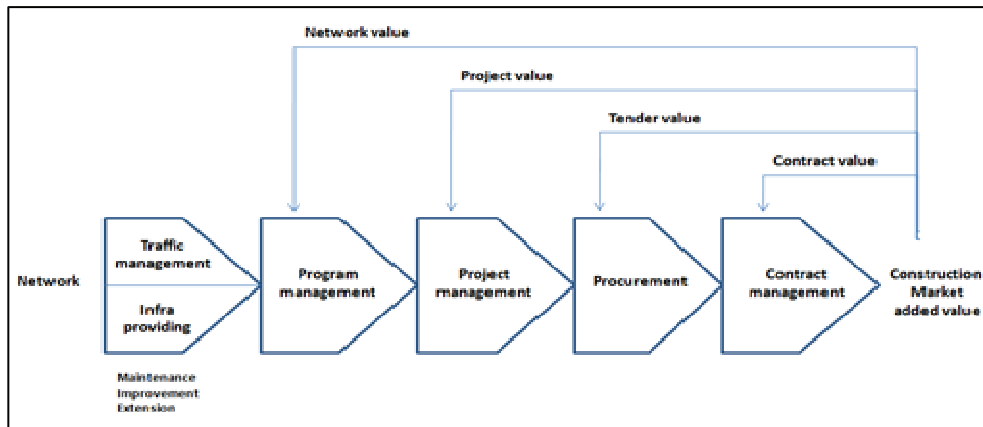 Network value
Project value
Tender value
Contract value
Network
Traffic
management
Infra
providing
Program
management
Project
management
Procurement
Contract
management
Construction
Market
added value
Maintenance
Improvement
Extension